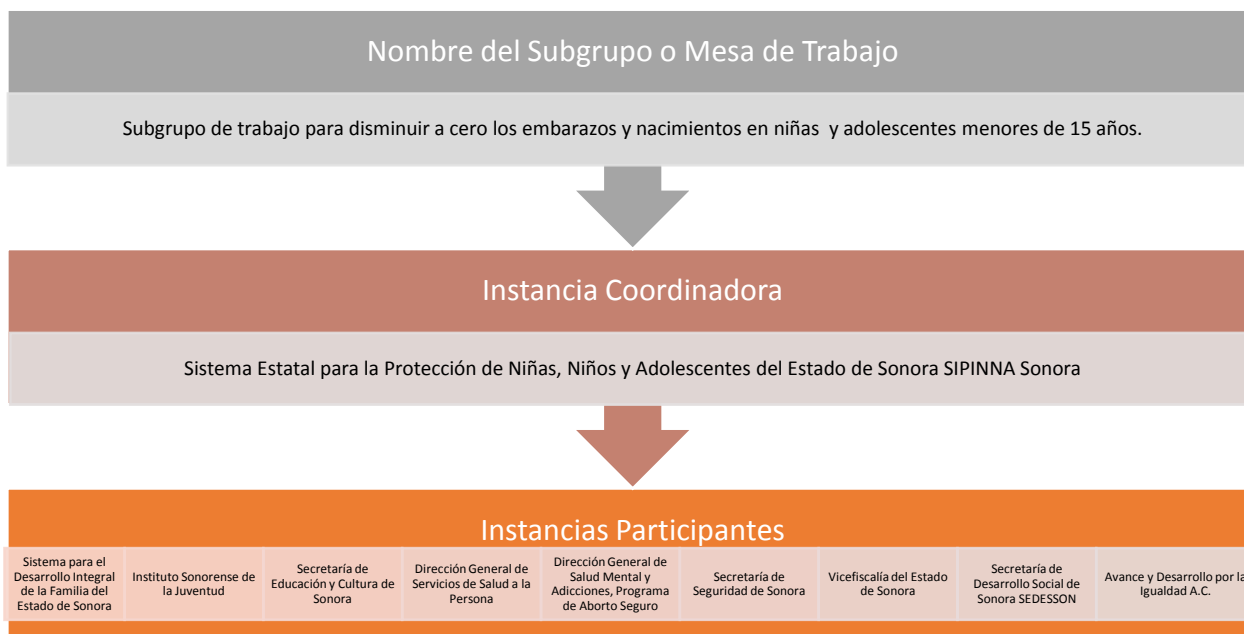 Nombre del Subgrupo o Mesa de Trabajo
Subgrupo de trabajo para disminuir a cero los embarazos y nacimientos en niñas y adolescentes menores de 15 años.
Instancia Coordinadora
Sistema Estatal para la Protección de Niñas, Niños y Adolescentes del Estado de Sonora SIPINNA Sonora
Instancias Participantes
Sistema para el
Desarrollo Integral
de la Familia del
Estado de Sonora
Instituto Sonorense de
la Juventud
Secretaría de
Educación y Cultura de
Sonora
Dirección General de
Servicios de Salud a la
Persona
Dirección General de
Salud Mental y
Adicciones, Programa
de Aborto Seguro
Secretaría de
Seguridad de Sonora
Vicefiscalía del Estado
de Sonora
Secretaría de
Desarrollo Social de
Sonora SEDESSON
Avance y Desarrollo por la
Igualdad A.C.